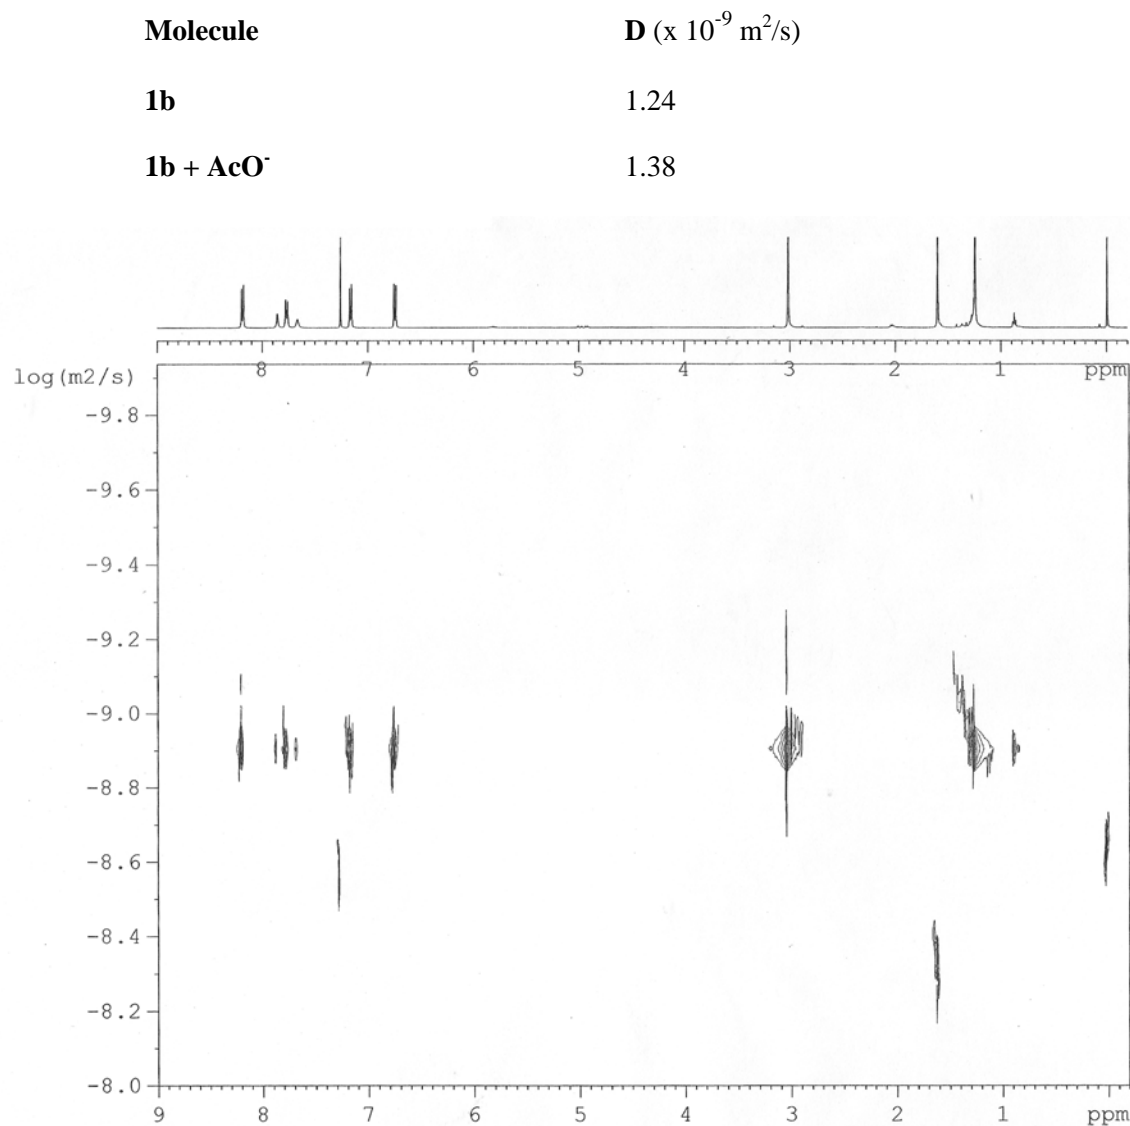 Molecule D (x 10⁻⁹ m²/s)
1b 1.24
1b + AcO⁻ 1.38
8 7 6 5 4 3 2 1 ppm
log(m2/s)
-9.8
-9.6
-9.4
-9.2
-9.0
-8.8
-8.6
-8.4
-8.2
-8.0
9 8 7 6 5 4 3 2 1 ppm